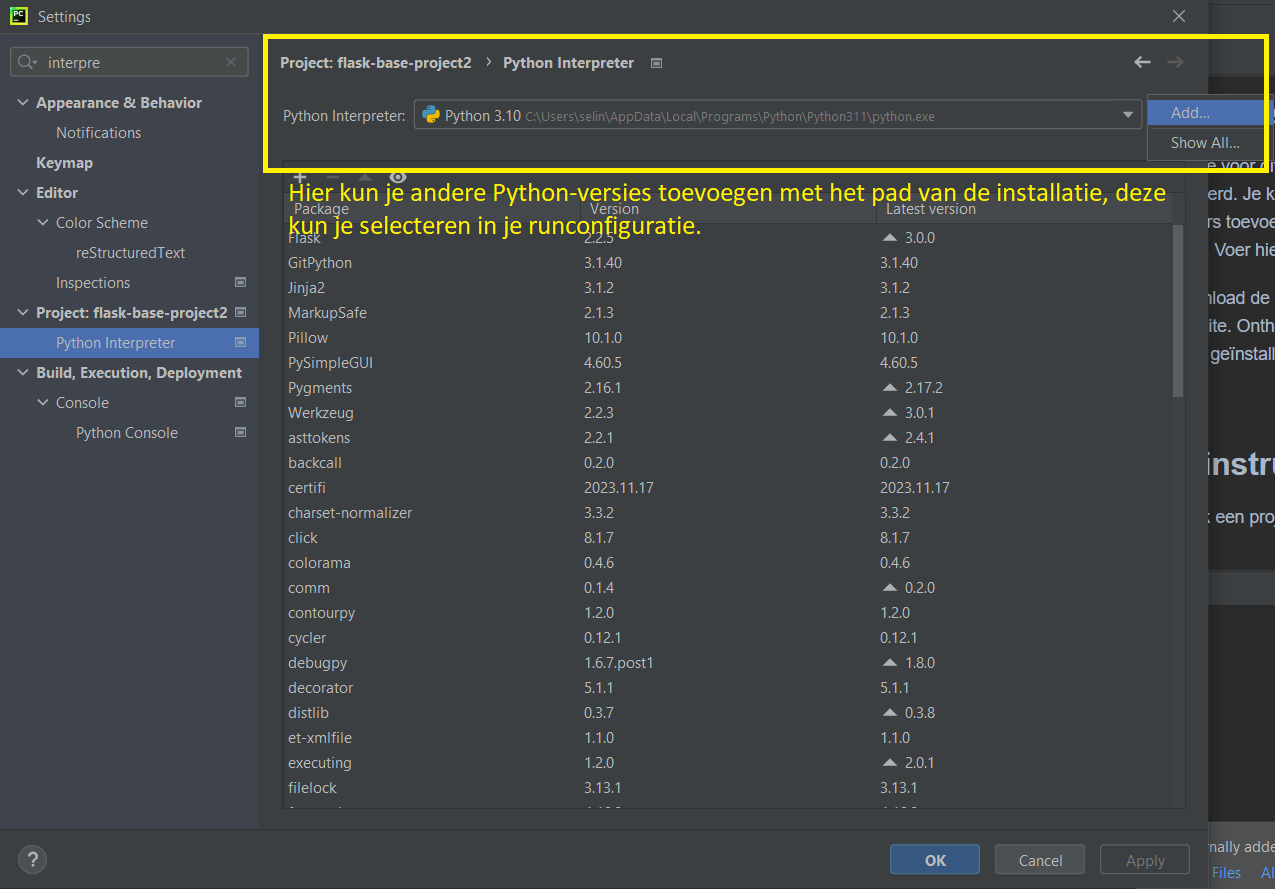 PC Settings
interpre
Appearance & Behavior
Notifications
Keymap
Editor
Color Scheme
reStructuredText
Inspections
Project: flask-base-project2
Python Interpreter
Build, Execution, Deployment
Console
Python Console
Project: flask-base-project2 › Python Interpreter
Python Interpreter: Python 3.10 C:\Users\selin\AppData\Local\Programs\Python\Python311\python.exe
Add...
Show All...
Hier kun je andere Python-versies toevoegen met het pad van de installatie, deze
kun je selecteren in je runconfiguratie.
Package Version Latest version
Flask 2.2.5 3.0.0
GitPython 3.1.40 3.1.40
Jinja2 3.1.2 3.1.2
MarkupSafe 2.1.3 2.1.3
Pillow 10.1.0 10.1.0
PySimpleGUI 4.60.5 4.60.5
Pygments 2.16.1 2.17.2
Werkzeug 2.2.3 3.0.1
asttokens 2.2.1 2.4.1
backcall 0.2.0 0.2.0
certifi 2023.11.17 2023.11.17
charset-normalizer 3.3.2 3.3.2
click 8.1.7 8.1.7
colorama 0.4.6 0.4.6
comm 0.1.4 0.2.0
contourpy 1.2.0 1.2.0
cycler 0.12.1 0.12.1
debugpy 1.6.7.post1 1.8.0
decorator 5.1.1 5.1.1
distlib 0.3.7 0.3.8
et-xmlfile 1.1.0 1.1.0
executing 1.2.0 2.0.1
filelock 3.13.1 3.13.1
? OK Cancel Apply
erd. Je k
rs toevoe
. Voer hie
nload de
ite. Onth
geïnstall
instru
k een proj
nally adde
Files Al